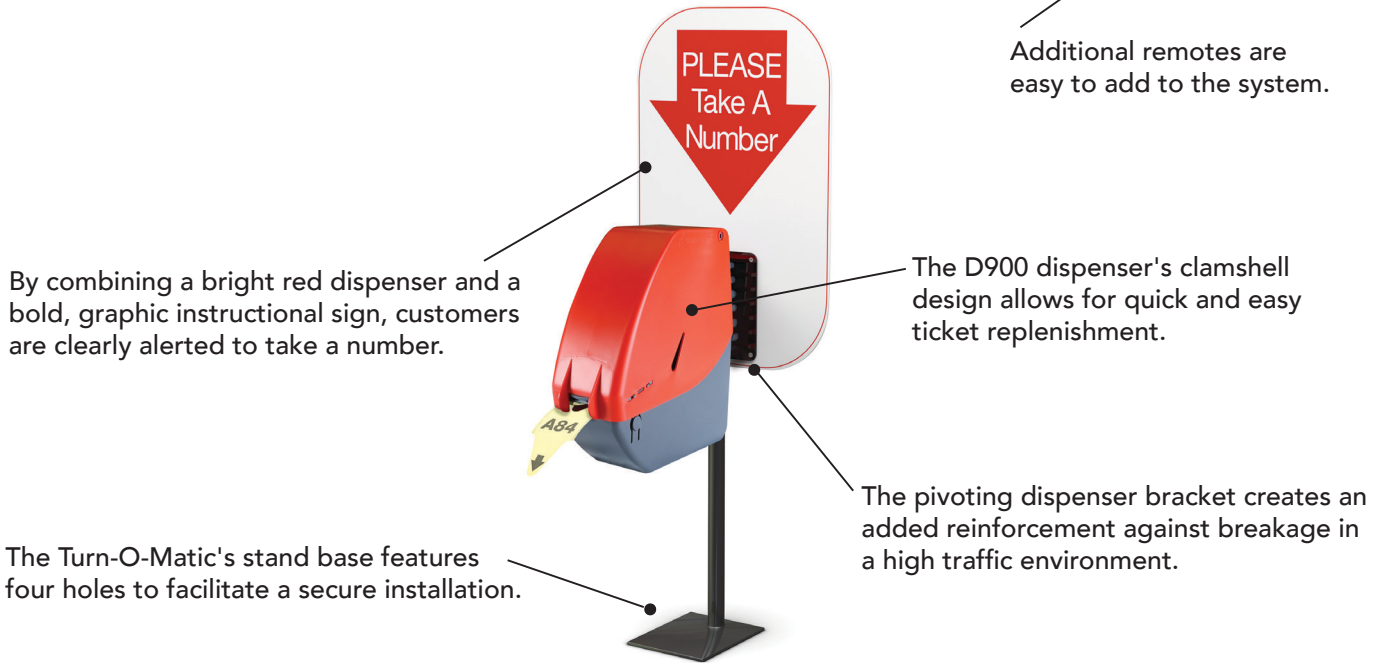 Additional remotes are
easy to add to the system.
PLEASE
Take A
Number
By combining a bright red dispenser and a
bold, graphic instructional sign, customers
are clearly alerted to take a number.
The D900 dispenser's clamshell
design allows for quick and easy
ticket replenishment.
A84
The pivoting dispenser bracket creates an
added reinforcement against breakage in
a high traffic environment.
The Turn-O-Matic's stand base features
four holes to facilitate a secure installation.